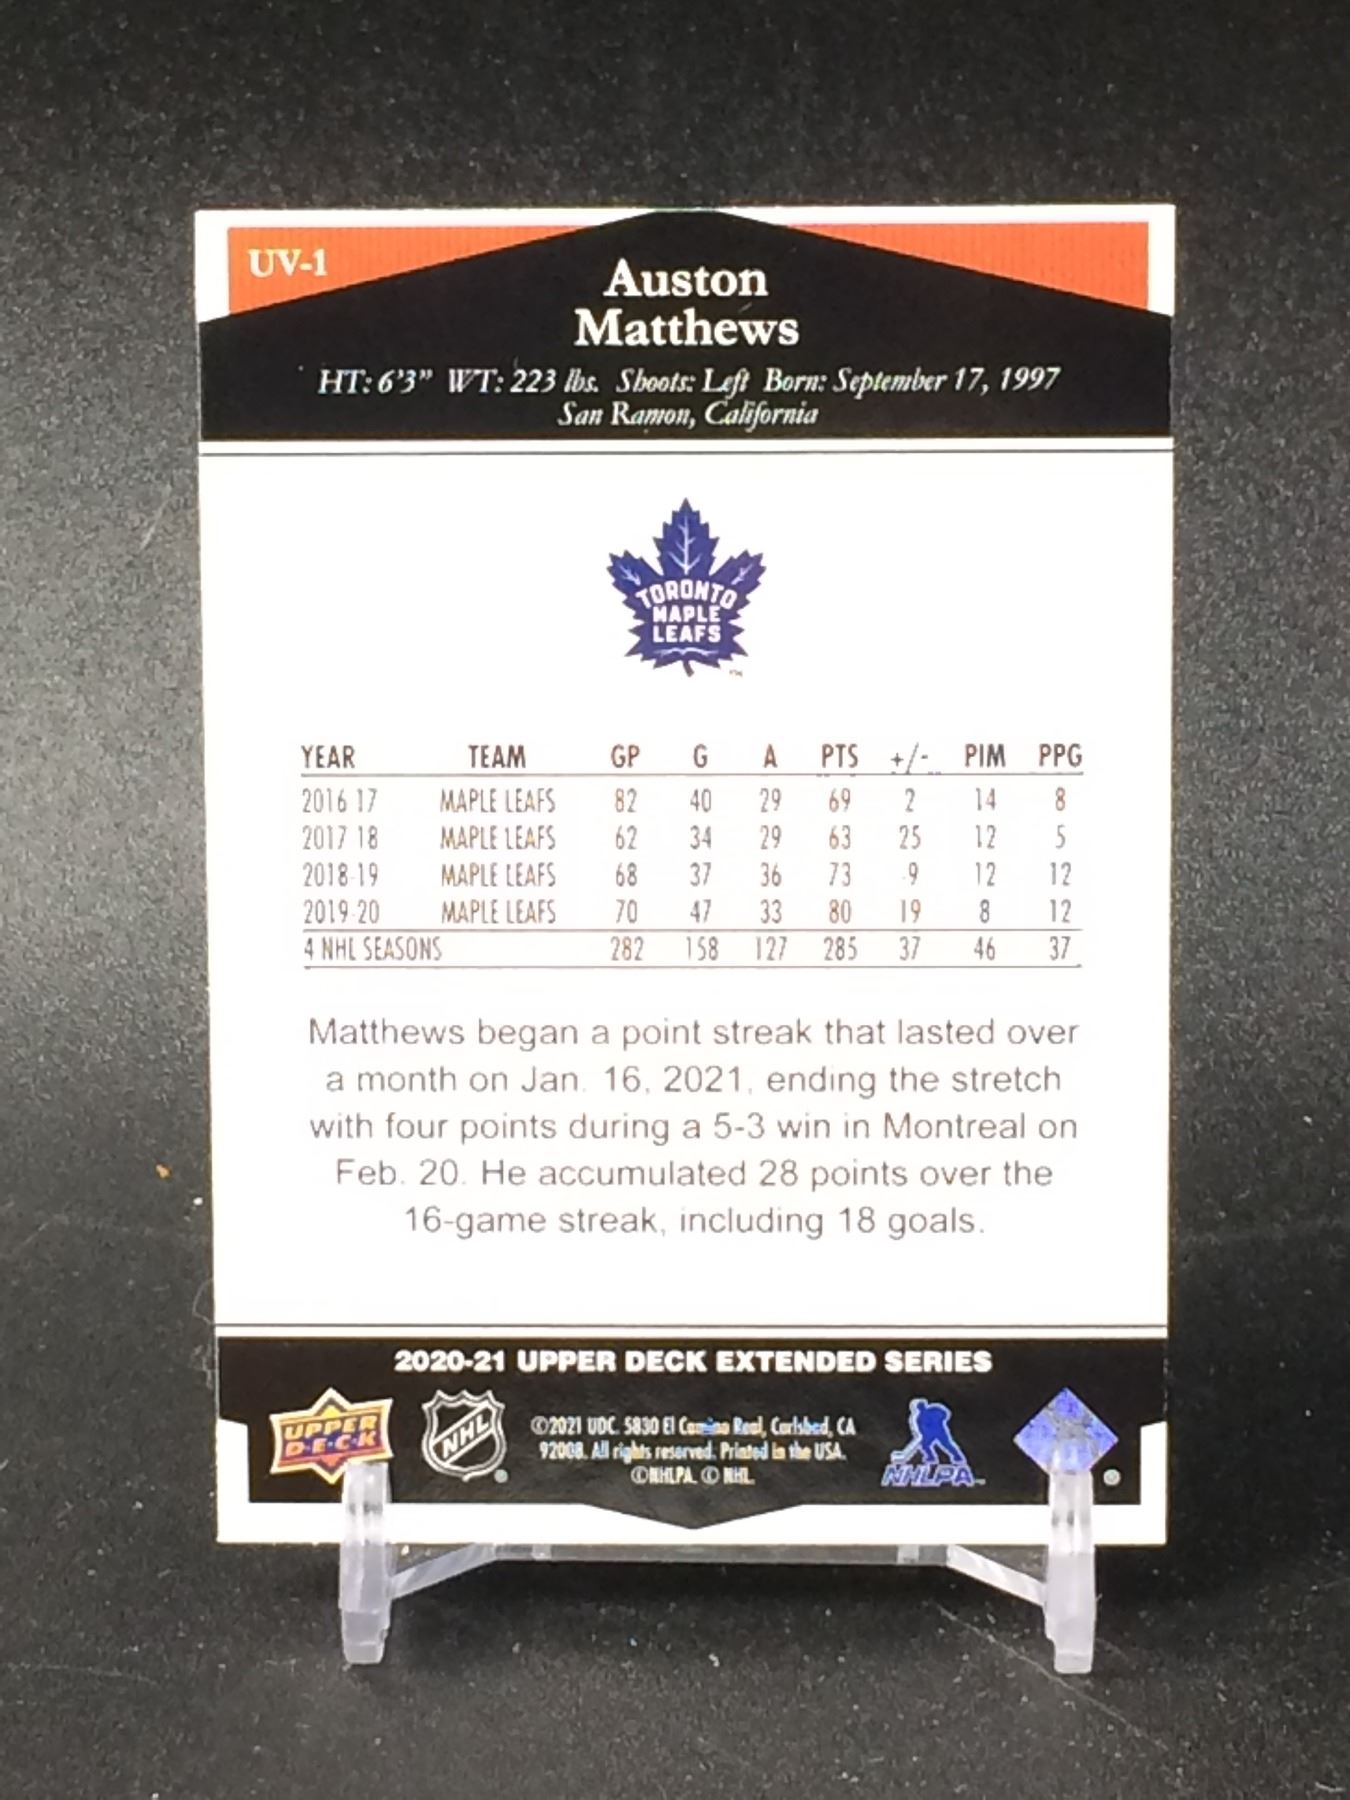 UV-1
Auston
Matthews
HT: 6'3" WT: 223 lbs. Shoots: Left Born: September 17, 1997
San Ramon, California
TORONTO
MAPLE
LEAFS
™
YEAR TEAM GP G A PTS +/- PIM PPG
2016-17 MAPLE LEAFS 82 40 29 69 2 14 8
2017-18 MAPLE LEAFS 62 34 29 63 25 12 5
2018-19 MAPLE LEAFS 68 37 36 73 -9 12 12
2019-20 MAPLE LEAFS 70 47 33 80 19 8 12
4 NHL SEASONS 282 158 127 285 37 46 37
Matthews began a point streak that lasted over
a month on Jan. 16, 2021, ending the stretch
with four points during a 5-3 win in Montreal on
Feb. 20. He accumulated 28 points over the
16-game streak, including 18 goals.
2020-21 UPPER DECK EXTENDED SERIES
UPPER
D·E·C·K
NHL
®
©2021 UDC. 5830 El Camino Real, Carlsbad, CA
92008. All rights reserved. Printed in the USA.
©NHLPA. © NHL.
NHLPA™
®